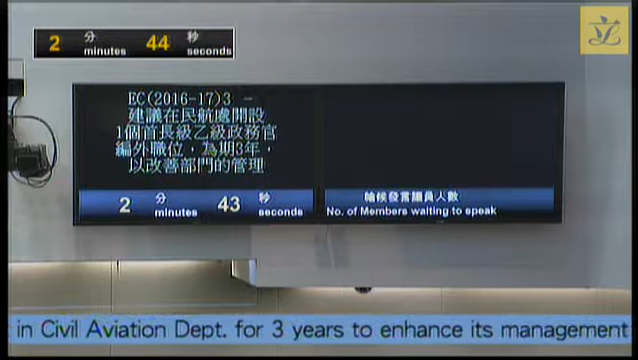 2 分 minutes 44 秒 seconds
立
EC(2016-17)3 -
建議在民航處開設
1個首長級乙級政務官
編外職位，為期3年，
以改善部門的管理
2 分 minutes 43 秒 seconds
輪候發言議員人數
No. of Members waiting to speak
in Civil Aviation Dept. for 3 years to enhance its management